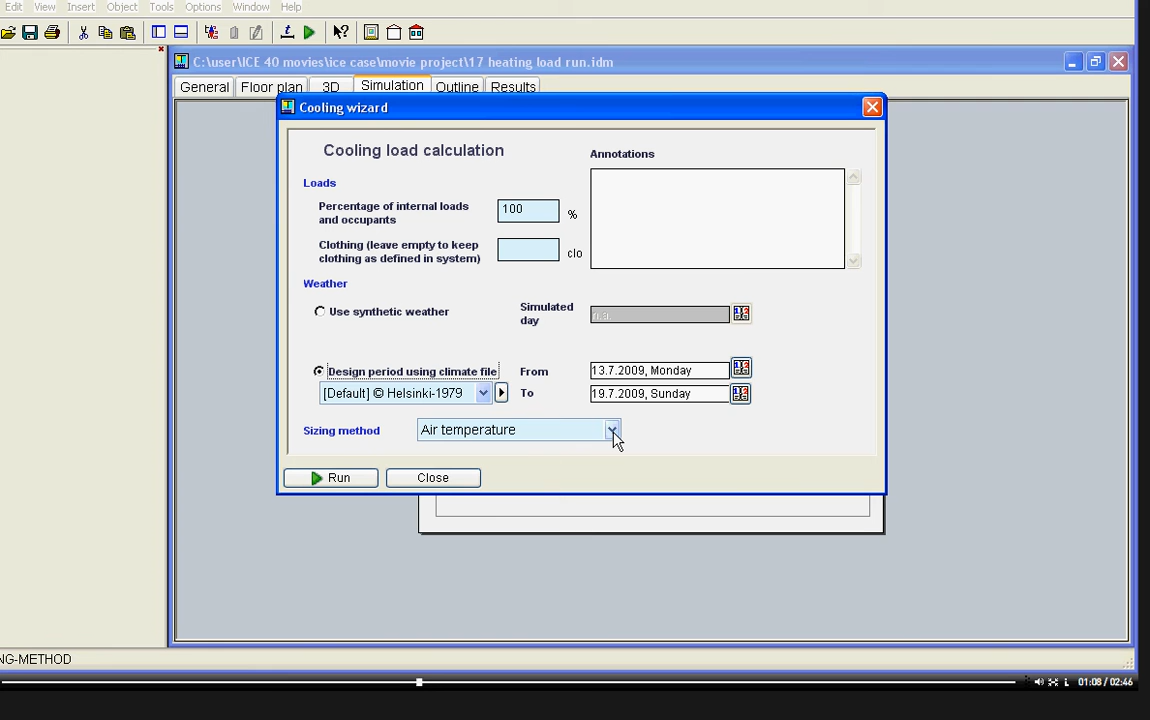 Edit View Insert Object Tools Options Window Help
C:\user\ICE 40 movies\ice case\movie project\17 heating load run.idm
General Floor plan 3D Simulation Outline Results
Cooling wizard
Cooling load calculation
Annotations
Loads
Percentage of internal loads
and occupants
100
%
Clothing (leave empty to keep
clothing as defined in system)
clo
Weather
Use synthetic weather
Simulated
day
n.a.
Design period using climate file
From
13.7.2009, Monday
[Default] © Helsinki-1979
To
19.7.2009, Sunday
Sizing method
Air temperature
Run
Close
NG-METHOD
01:08 / 02:46